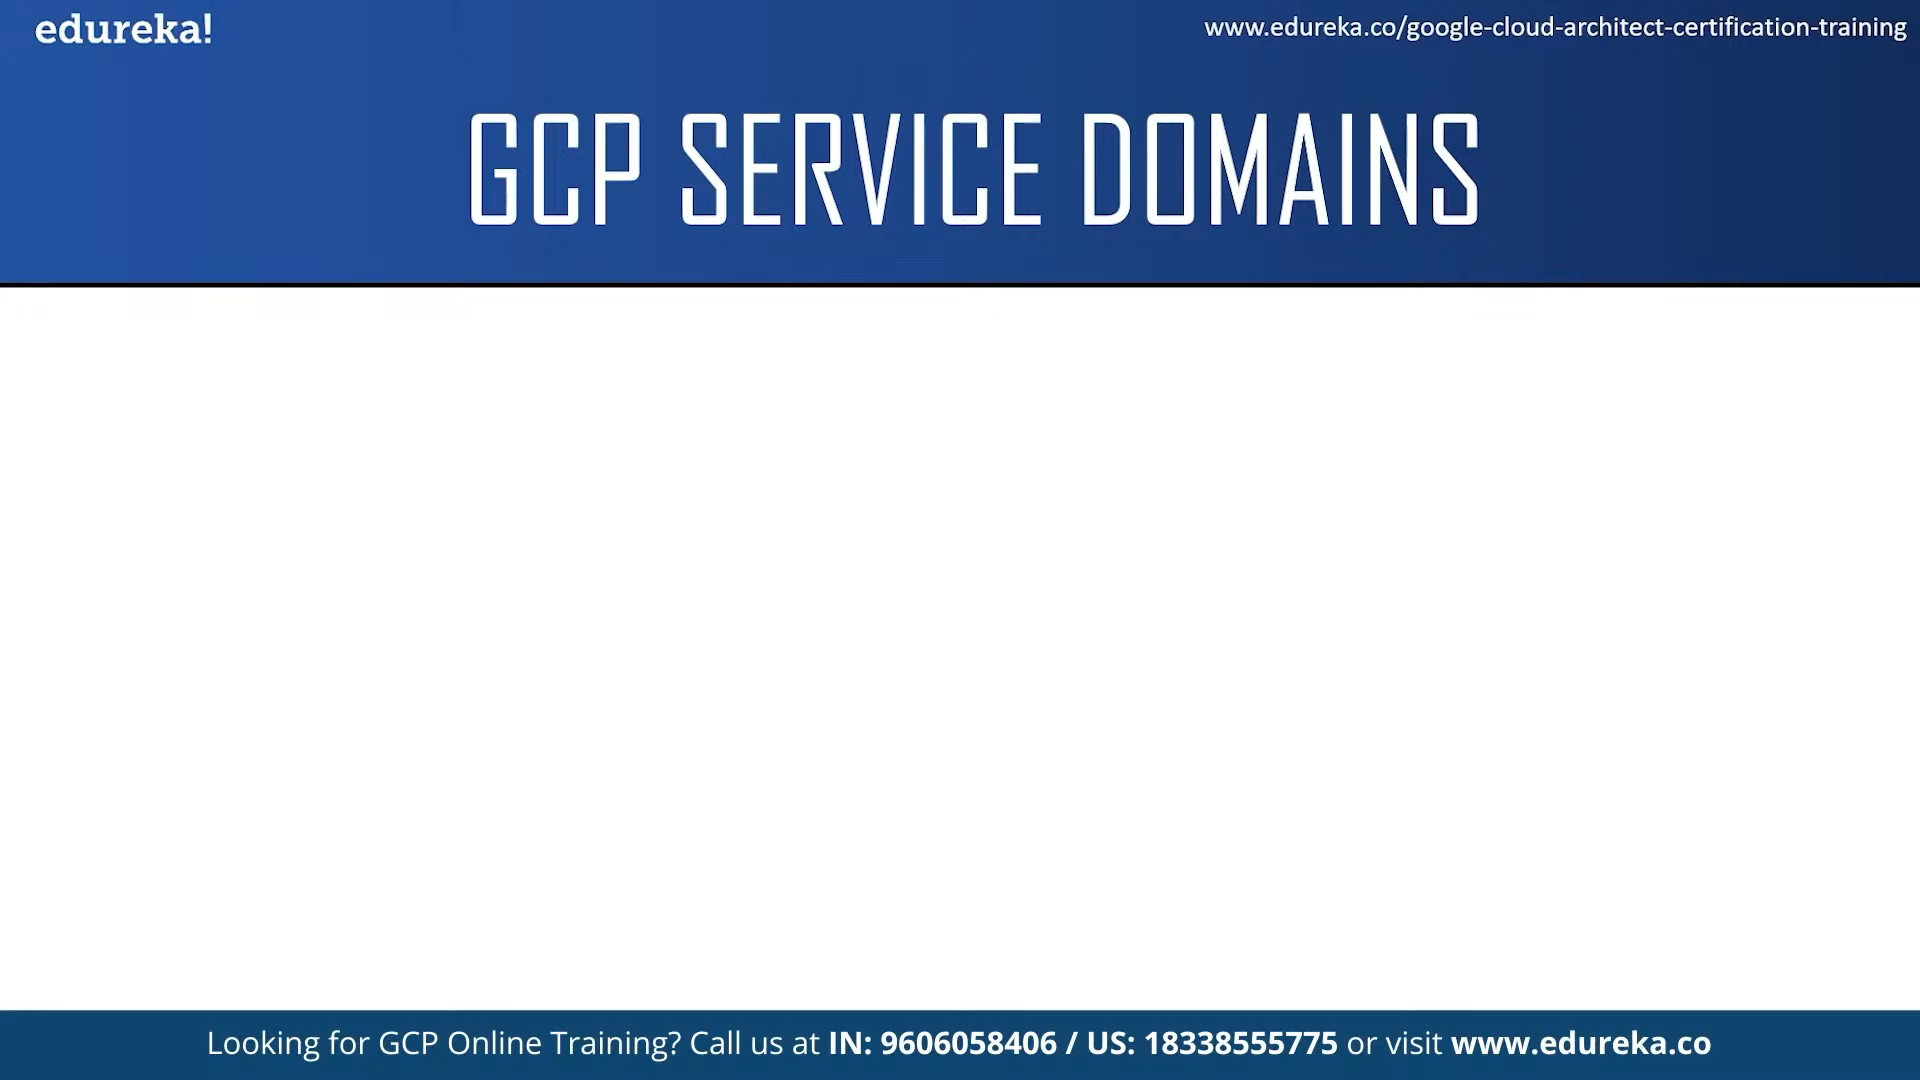 edureka!
www.edureka.co/google-cloud-architect-certification-training
GCP SERVICE DOMAINS
Looking for GCP Online Training? Call us at IN: 9606058406 / US: 18338555775 or visit www.edureka.co